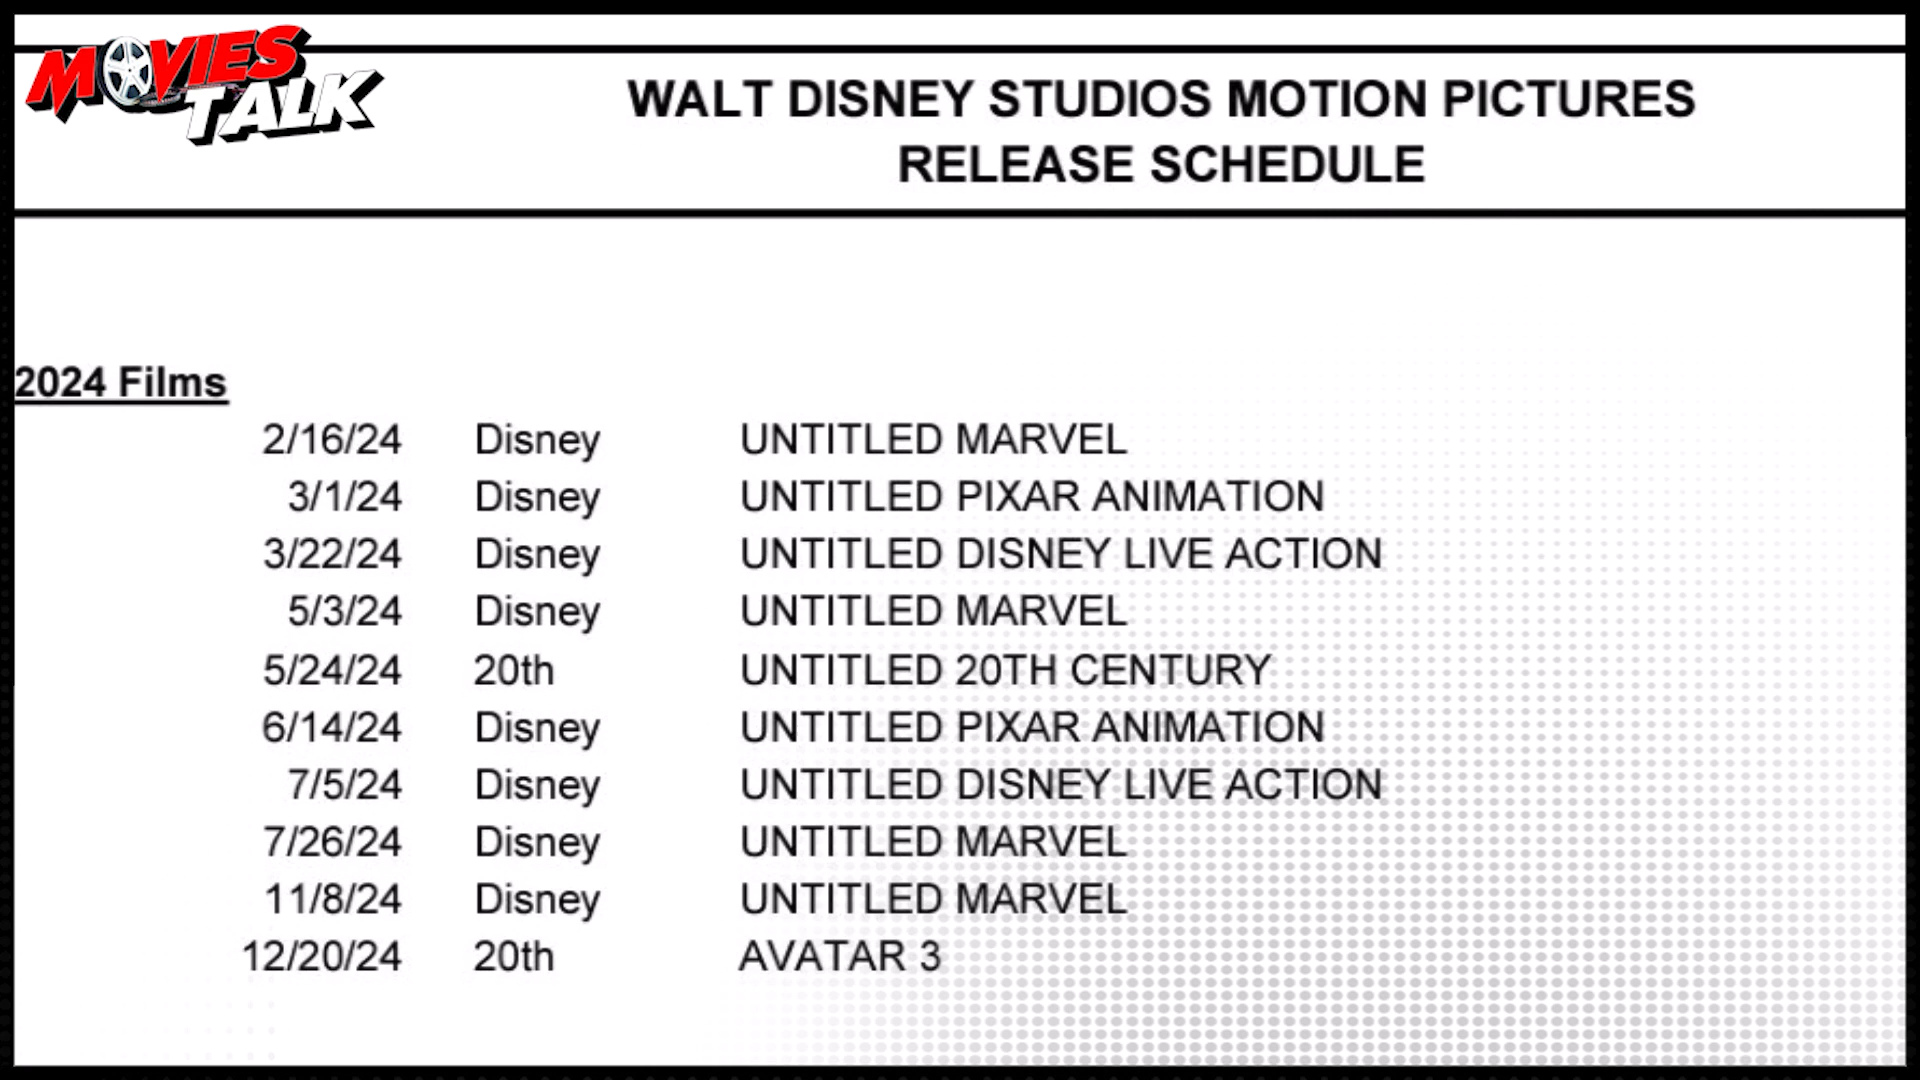 MOVIES
TALK
WALT DISNEY STUDIOS MOTION PICTURES
RELEASE SCHEDULE
2024 Films
2/16/24 Disney UNTITLED MARVEL
3/1/24 Disney UNTITLED PIXAR ANIMATION
3/22/24 Disney UNTITLED DISNEY LIVE ACTION
5/3/24 Disney UNTITLED MARVEL
5/24/24 20th UNTITLED 20TH CENTURY
6/14/24 Disney UNTITLED PIXAR ANIMATION
7/5/24 Disney UNTITLED DISNEY LIVE ACTION
7/26/24 Disney UNTITLED MARVEL
11/8/24 Disney UNTITLED MARVEL
12/20/24 20th AVATAR 3